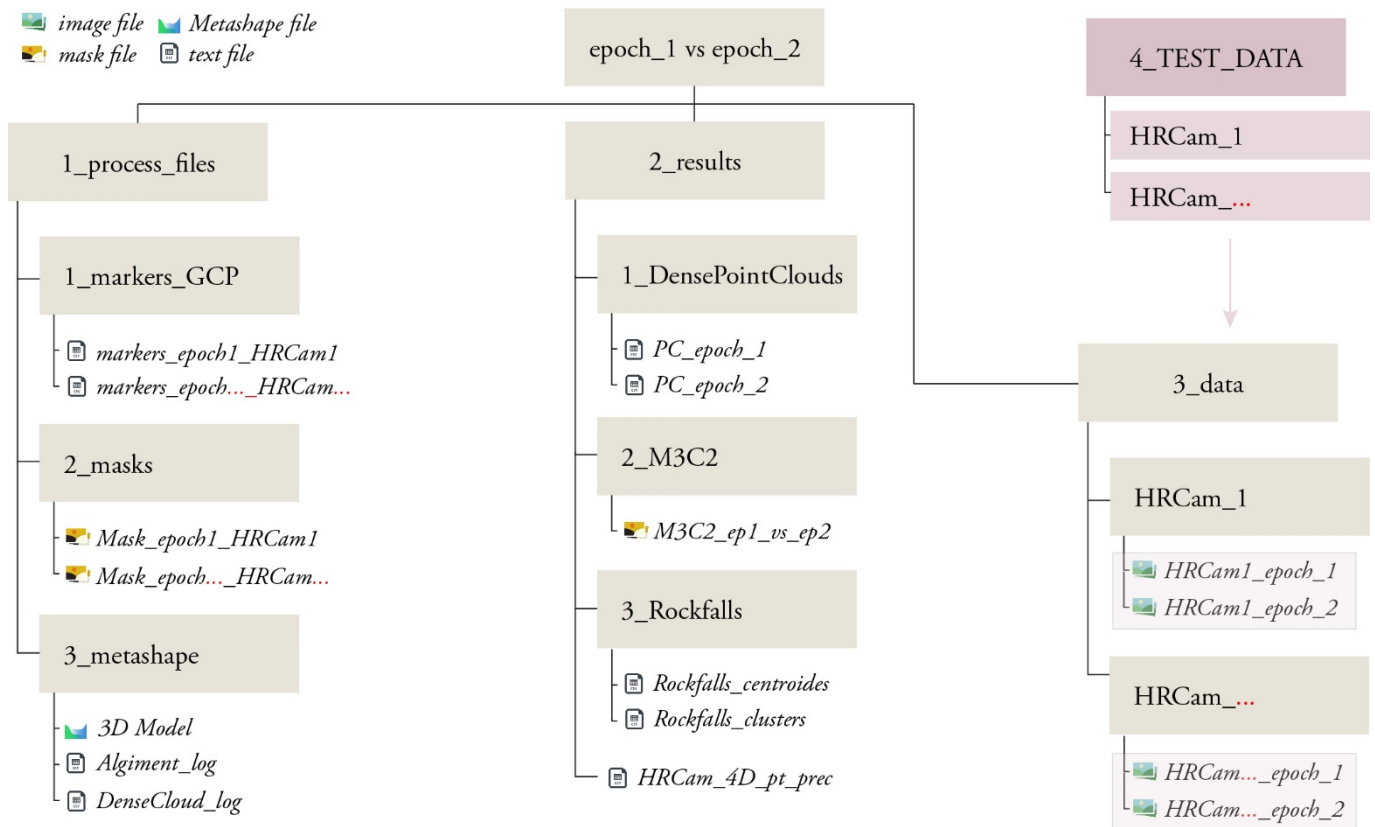 image file
Metashape file
mask file
text file
epoch_1 vs epoch_2
1_process_files
1_markers_GCP
markers_epoch1_HRCam1
markers_epoch..._HRCam...
2_masks
Mask_epoch1_HRCam1
Mask_epoch..._HRCam...
3_metashape
3D Model
Algiment_log
DenseCloud_log
2_results
1_DensePointClouds
PC_epoch_1
PC_epoch_2
2_M3C2
M3C2_ep1_vs_ep2
3_Rockfalls
Rockfalls_centroides
Rockfalls_clusters
HRCam_4D_pt_prec
4_TEST_DATA
HRCam_1
HRCam_...
3_data
HRCam_1
HRCam1_epoch_1
HRCam1_epoch_2
HRCam_...
HRCam..._epoch_1
HRCam..._epoch_2